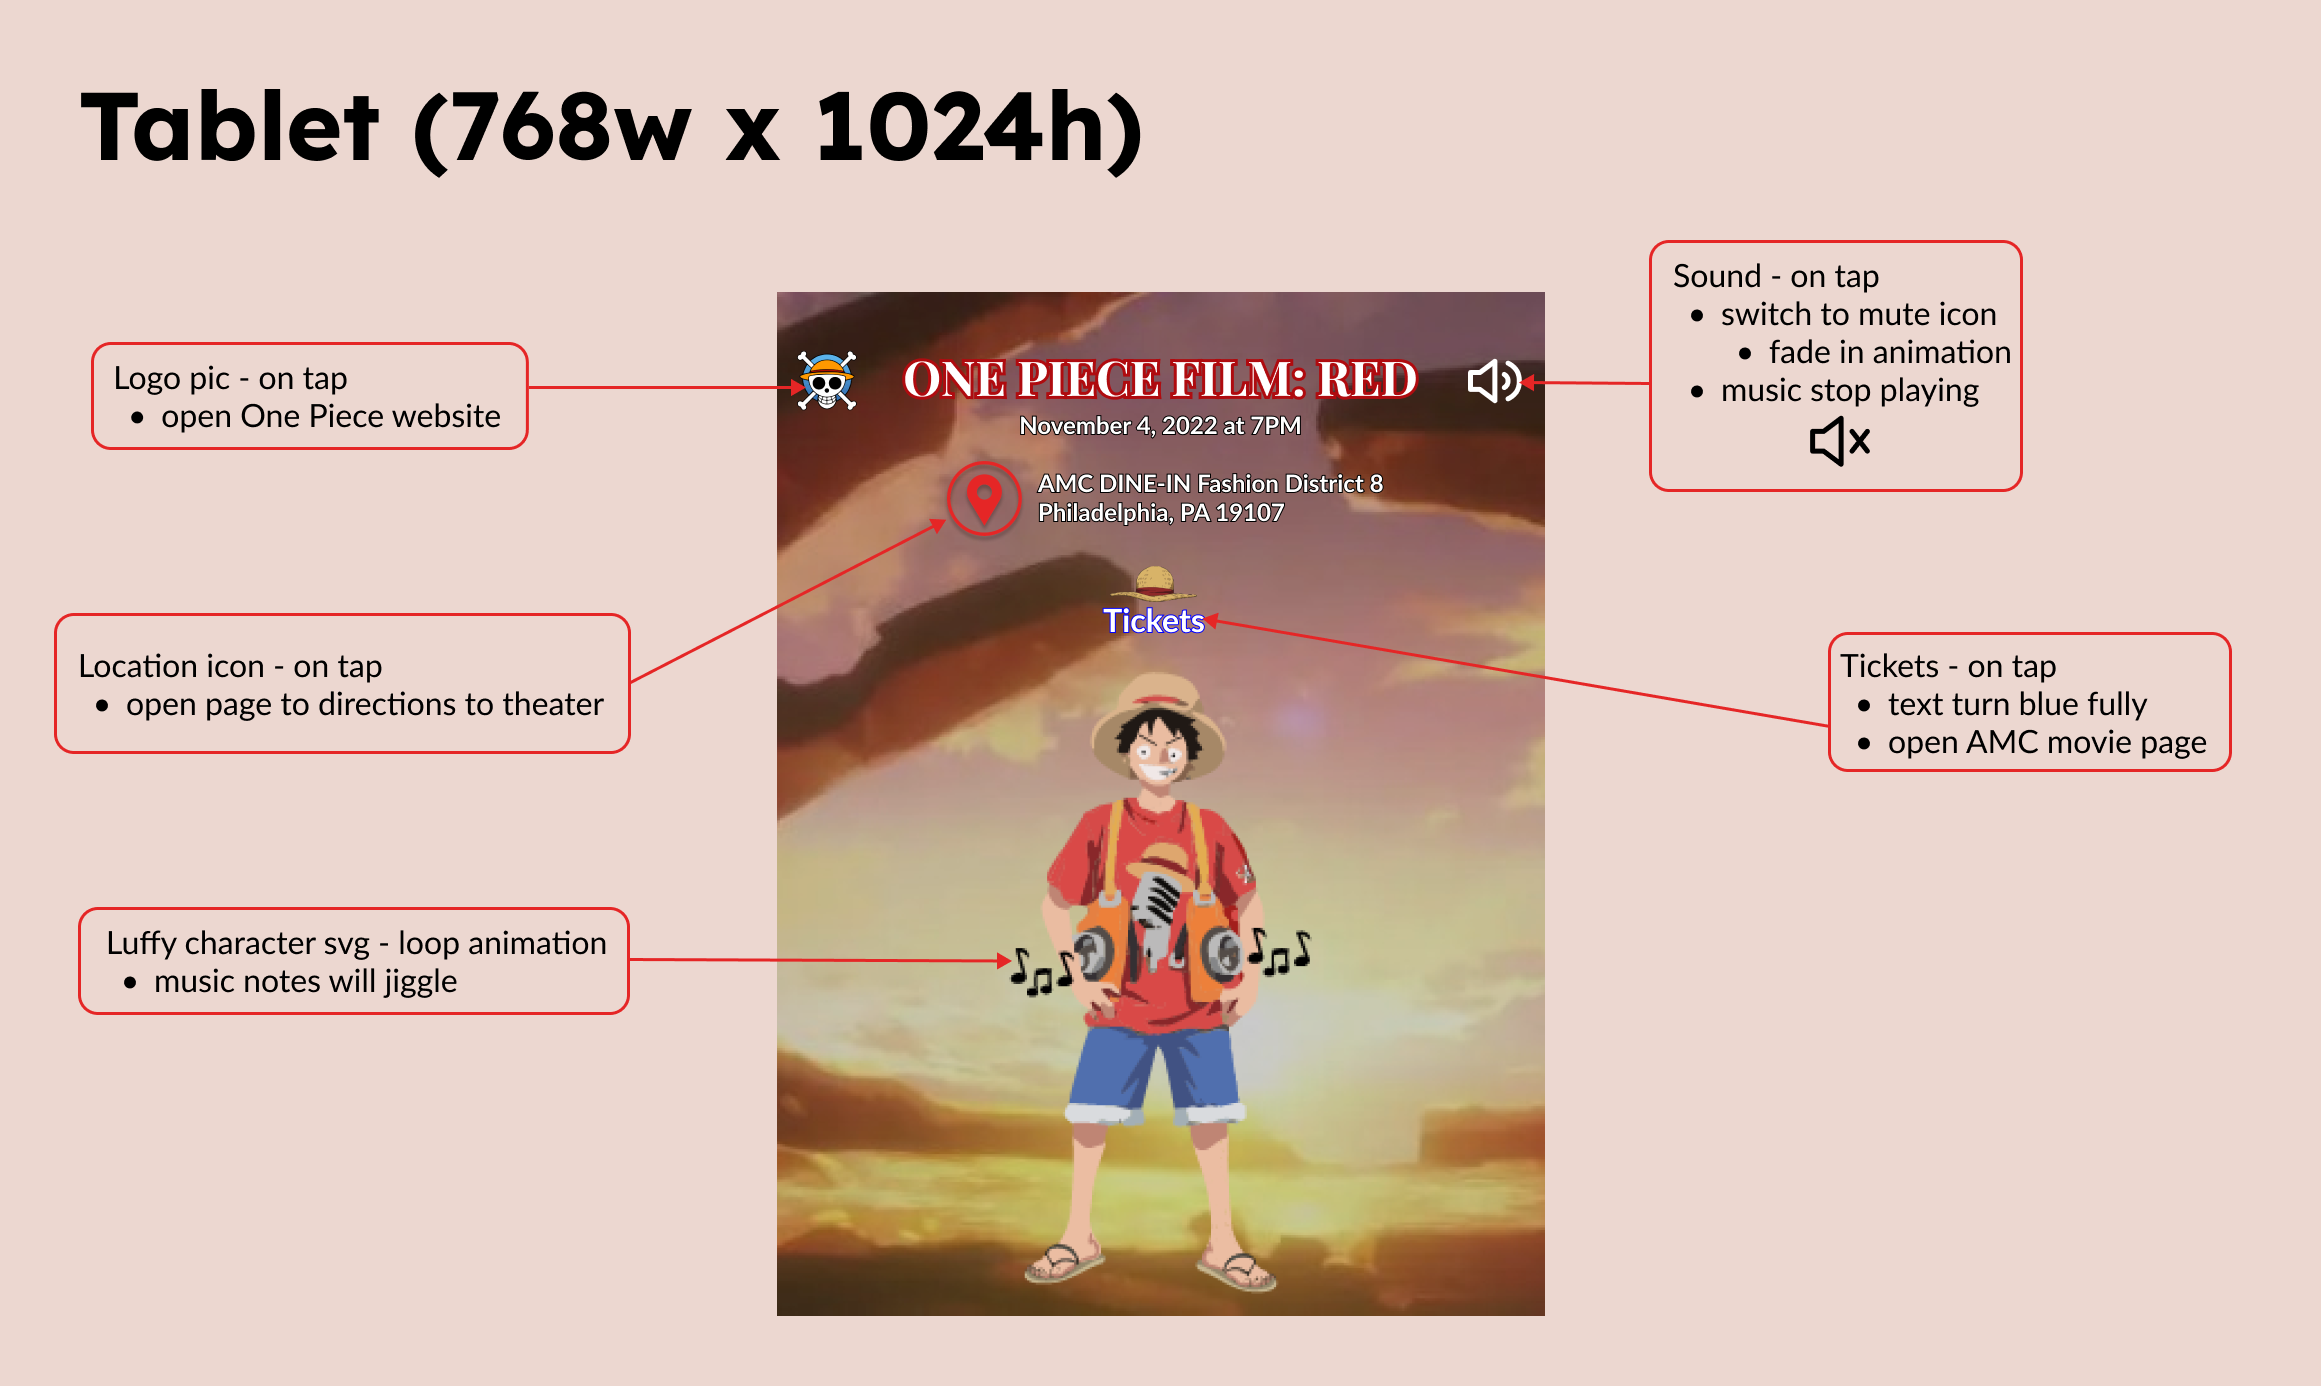 Tablet (768w x 1024h)
Logo pic - on tap
• open One Piece website
Location icon - on tap
• open page to directions to theater
Luffy character svg - loop animation
• music notes will jiggle
ONE PIECE FILM: RED
November 4, 2022 at 7PM
AMC DINE-IN Fashion District 8
Philadelphia, PA 19107
Tickets
Sound - on tap
• switch to mute icon
• fade in animation
• music stop playing
Tickets - on tap
• text turn blue fully
• open AMC movie page